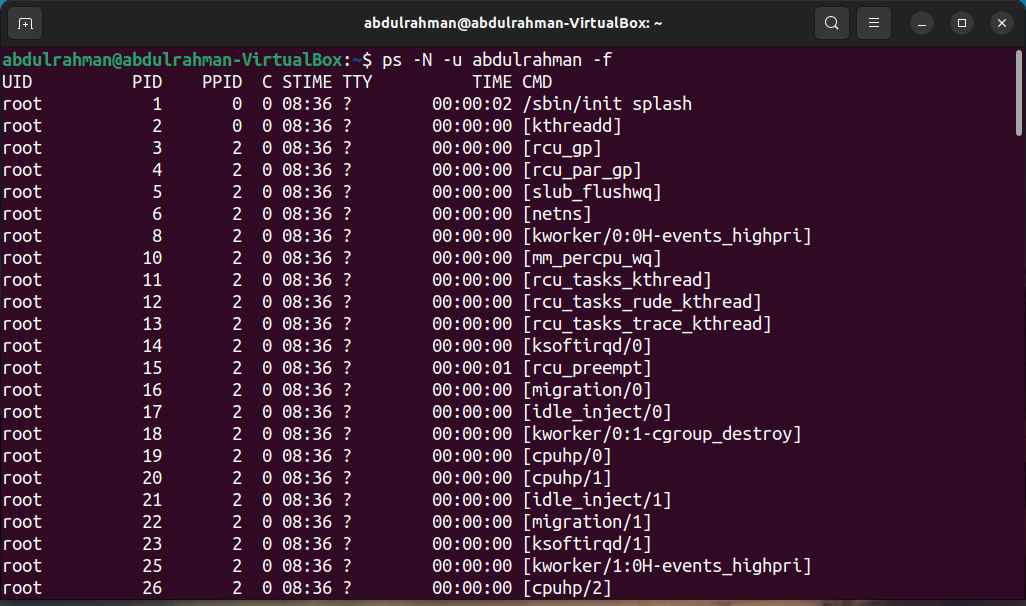 abdulrahman@abdulrahman-VirtualBox: ~
abdulrahman@abdulrahman-VirtualBox:~$ ps -N -u abdulrahman -f
UID          PID    PPID  C STIME TTY          TIME CMD
root           1       0  0 08:36 ?        00:00:02 /sbin/init splash
root           2       0  0 08:36 ?        00:00:00 [kthreadd]
root           3       2  0 08:36 ?        00:00:00 [rcu_gp]
root           4       2  0 08:36 ?        00:00:00 [rcu_par_gp]
root           5       2  0 08:36 ?        00:00:00 [slub_flushwq]
root           6       2  0 08:36 ?        00:00:00 [netns]
root           8       2  0 08:36 ?        00:00:00 [kworker/0:0H-events_highpri]
root          10       2  0 08:36 ?        00:00:00 [mm_percpu_wq]
root          11       2  0 08:36 ?        00:00:00 [rcu_tasks_kthread]
root          12       2  0 08:36 ?        00:00:00 [rcu_tasks_rude_kthread]
root          13       2  0 08:36 ?        00:00:00 [rcu_tasks_trace_kthread]
root          14       2  0 08:36 ?        00:00:00 [ksoftirqd/0]
root          15       2  0 08:36 ?        00:00:01 [rcu_preempt]
root          16       2  0 08:36 ?        00:00:00 [migration/0]
root          17       2  0 08:36 ?        00:00:00 [idle_inject/0]
root          18       2  0 08:36 ?        00:00:00 [kworker/0:1-cgroup_destroy]
root          19       2  0 08:36 ?        00:00:00 [cpuhp/0]
root          20       2  0 08:36 ?        00:00:00 [cpuhp/1]
root          21       2  0 08:36 ?        00:00:00 [idle_inject/1]
root          22       2  0 08:36 ?        00:00:00 [migration/1]
root          23       2  0 08:36 ?        00:00:00 [ksoftirqd/1]
root          25       2  0 08:36 ?        00:00:00 [kworker/1:0H-events_highpri]
root          26       2  0 08:36 ?        00:00:00 [cpuhp/2]